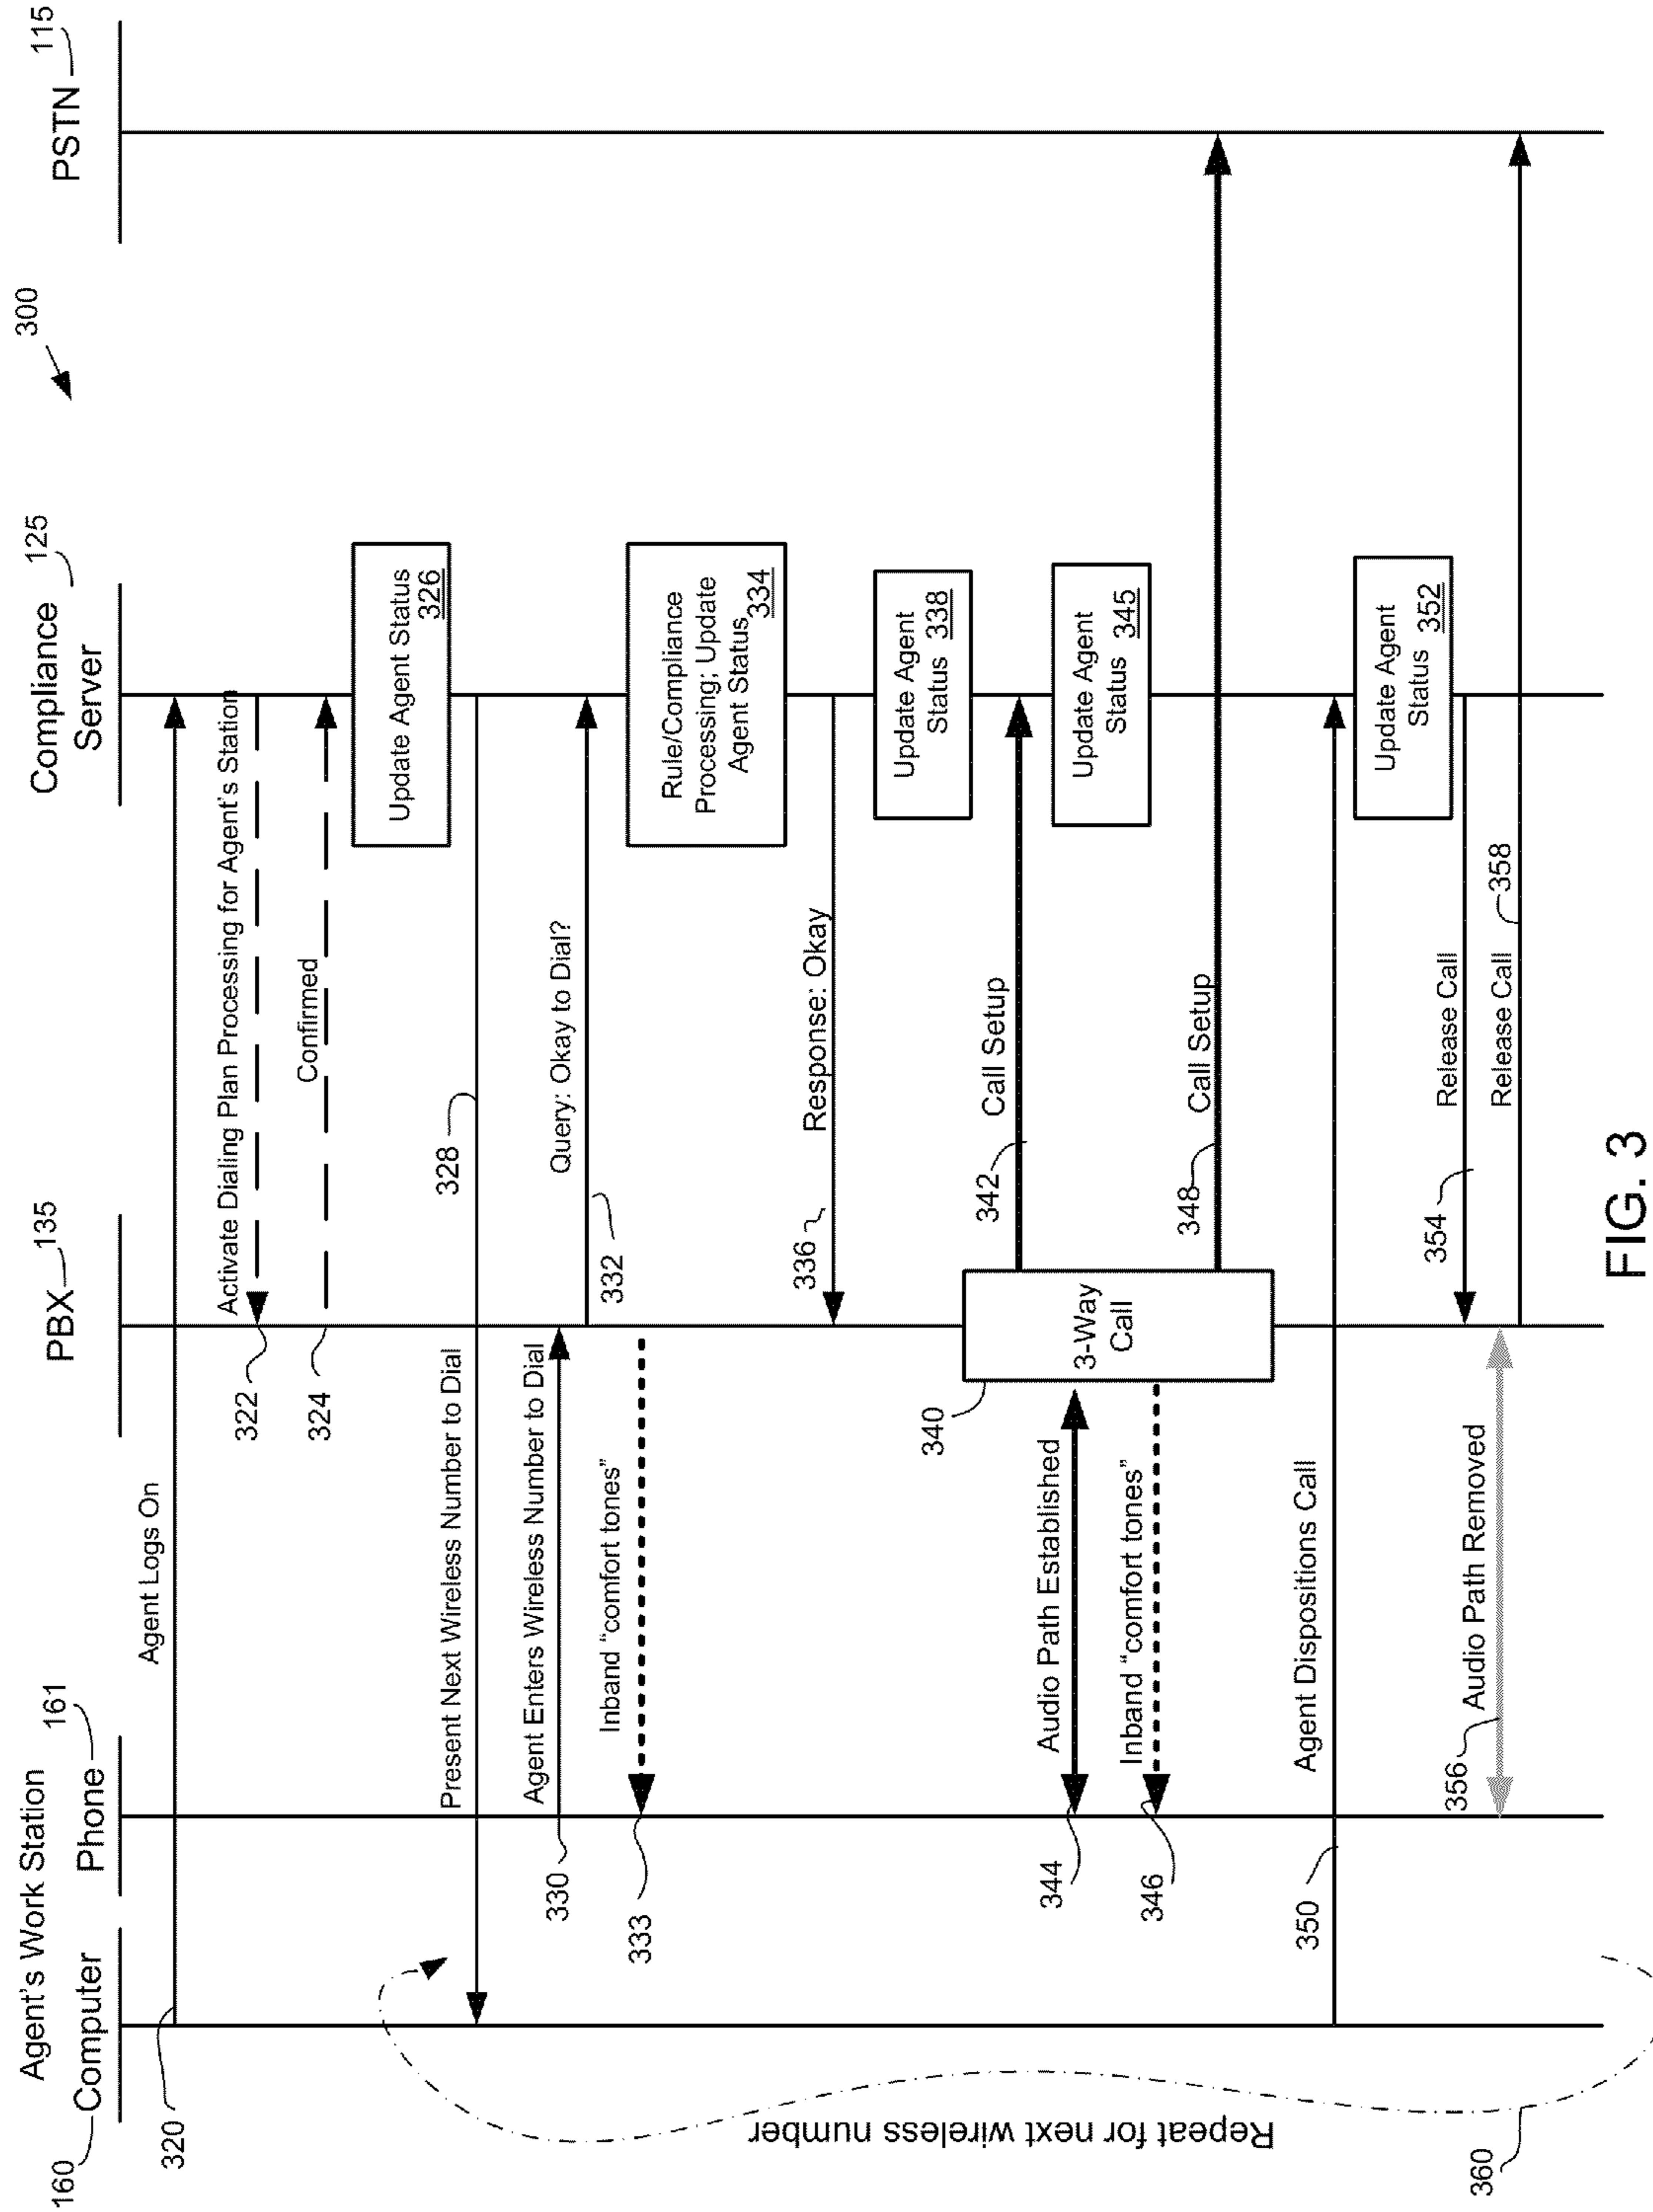 Agent's Work Station
160
Computer
Phone
161
PBX
135
Compliance
Server
125
300
PSTN
115
320
Agent Logs On
322
Activate Dialing Plan Processing for Agent's Station
324
Confirmed
Update Agent Status
326
Present Next Wireless Number to Dial
328
330
Agent Enters Wireless Number to Dial
332
Query: Okay to Dial?
333
Inband "comfort tones"
Rule/Compliance
Processing; Update
Agent Status
334
336
Response: Okay
Update Agent
Status 338
340
3-Way
Call
342
Call Setup
344
Audio Path Established
Update Agent
Status 345
346
Inband "comfort tones"
348
Call Setup
350
Agent Dispositions Call
Update Agent
Status 352
354
Release Call
356
Audio Path Removed
Release Call
358
Repeat for next wireless number
360
FIG. 3